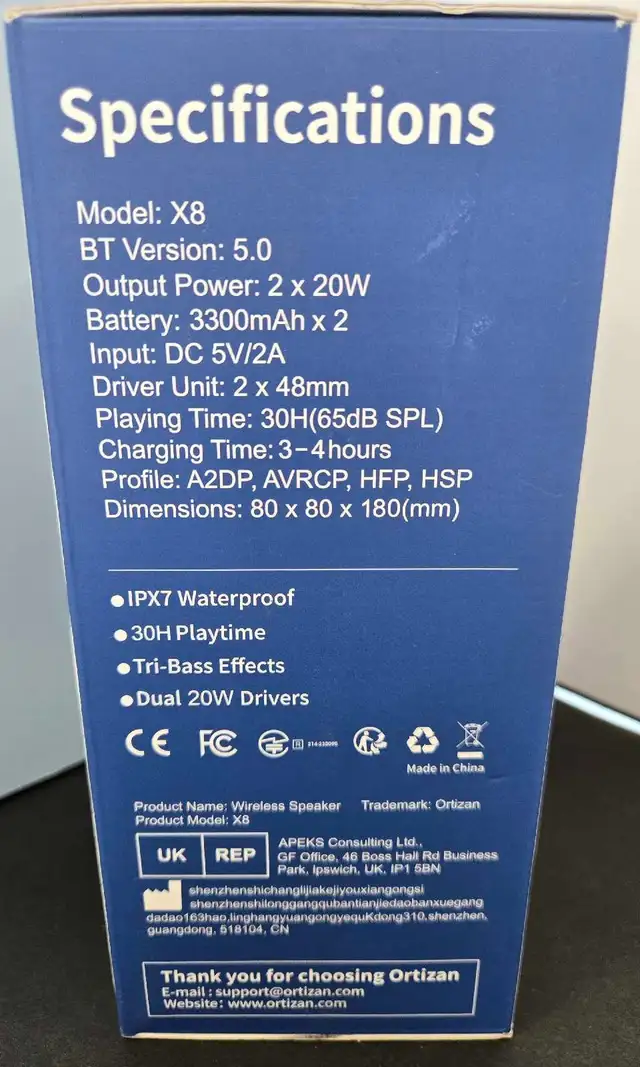 Specifications
Model: X8
BT Version: 5.0
Output Power: 2 x 20W
Battery: 3300mAh x 2
Input: DC 5V/2A
Driver Unit: 2 x 48mm
Playing Time: 30H(65dB SPL)
Charging Time: 3-4hours
Profile: A2DP, AVRCP, HFP, HSP
Dimensions: 80 x 80 x 180(mm)
IPX7 Waterproof
30H Playtime
Tri-Bass Effects
Dual 20W Drivers
CE FC R
Made in China
Product Name: Wireless Speaker Trademark: Ortizan
Product Model: X8
UK REP
APEKS Consulting Ltd.,
GF Office, 46 Boss Hall Rd Business
Park, Ipswich, UK, IP1 5BN
shenzhenshichanglijiakejiyouxiangongsi
shenzhenshilonggangqubantianjiedaobanxuegang
dadao163hao,linghangyuangongyequKdong310,shenzhen,
guangdong, 518104, CN
Thank you for choosing Ortizan
E-mail : support@ortizan.com
Website: www.ortizan.com